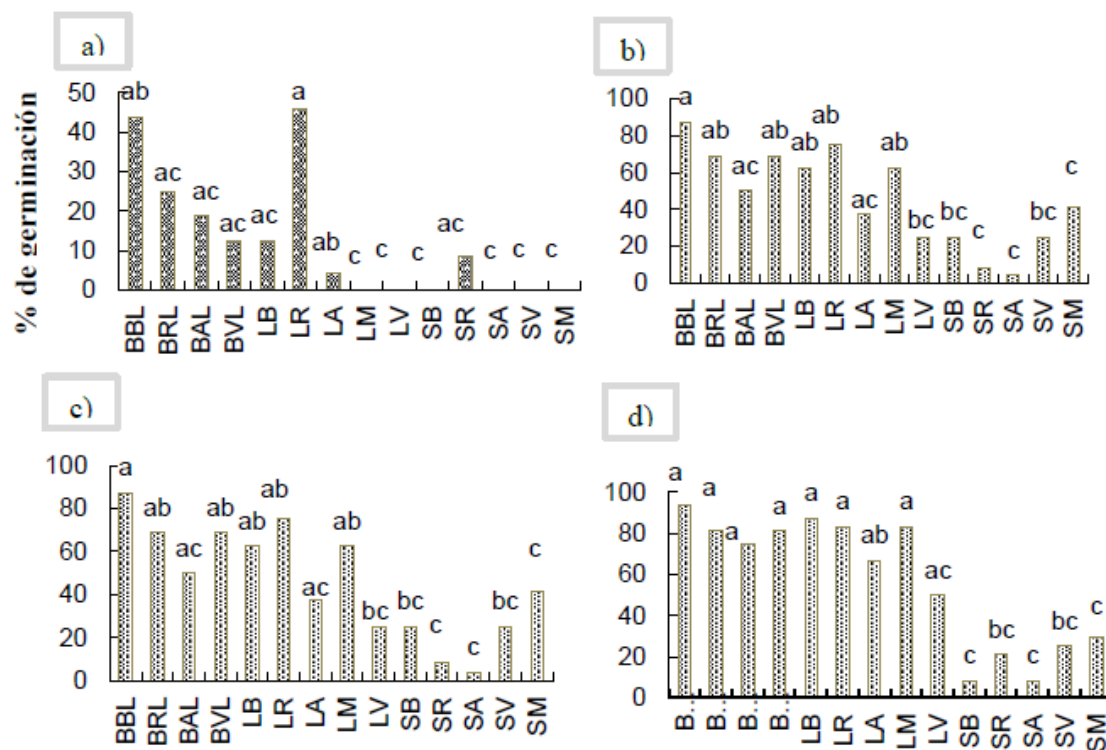 a)
% de germinación
50
40
30
20
10
0
ab ac ac ac ac a ab c c c ac c c c
BBL BRL BAL BVL LB LR LA LM LV SB SR SA SV SM
b)
100
80
60
40
20
0
a ab ac ab ab ab ac ab bc bc c c bc c
BBL BRL BAL BVL LB LR LA LM LV SB SR SA SV SM
c)
100
80
60
40
20
0
a ab ac ab ab ab ac ab bc bc c c bc c
BBL BRL BAL BVL LB LR LA LM LV SB SR SA SV SM
d)
100
80
60
40
20
0
a a a a a a ab a ac c bc c bc c
B... B... B... B... LB LR LA LM LV SB SR SA SV SM